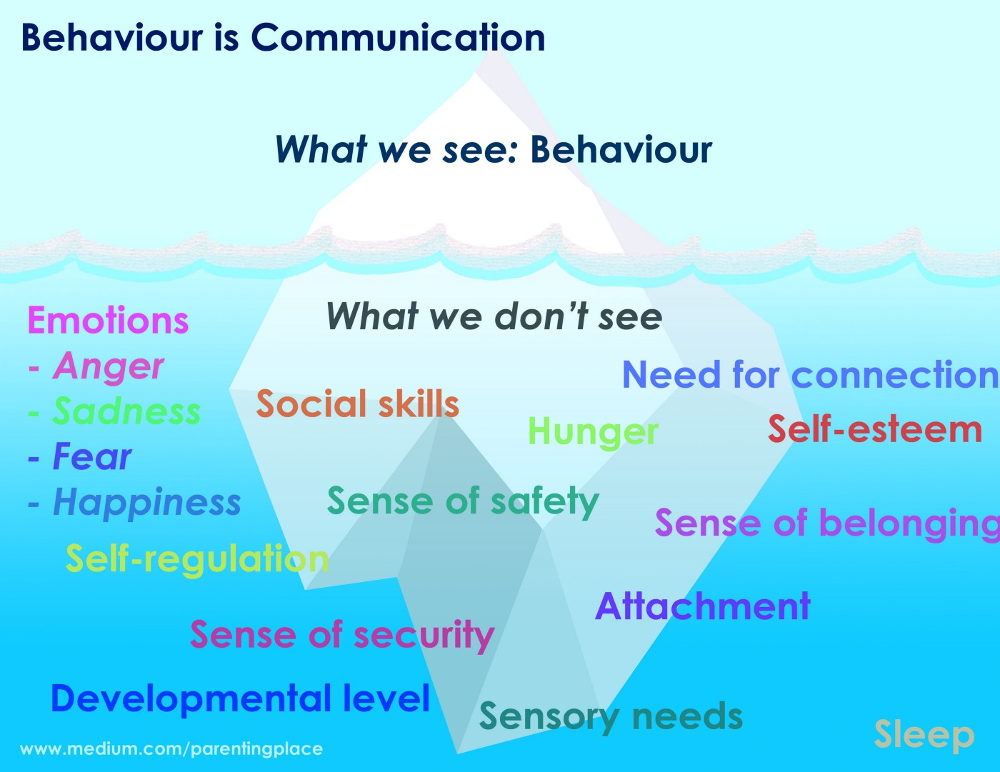 Behaviour is Communication
What we see: Behaviour
What we don't see
Emotions
- Anger
- Sadness
- Fear
- Happiness
Need for connection
Social skills
Hunger
Self-esteem
Sense of safety
Sense of belonging
Self-regulation
Attachment
Sense of security
Developmental level
Sensory needs
Sleep
www.medium.com/parentingplace